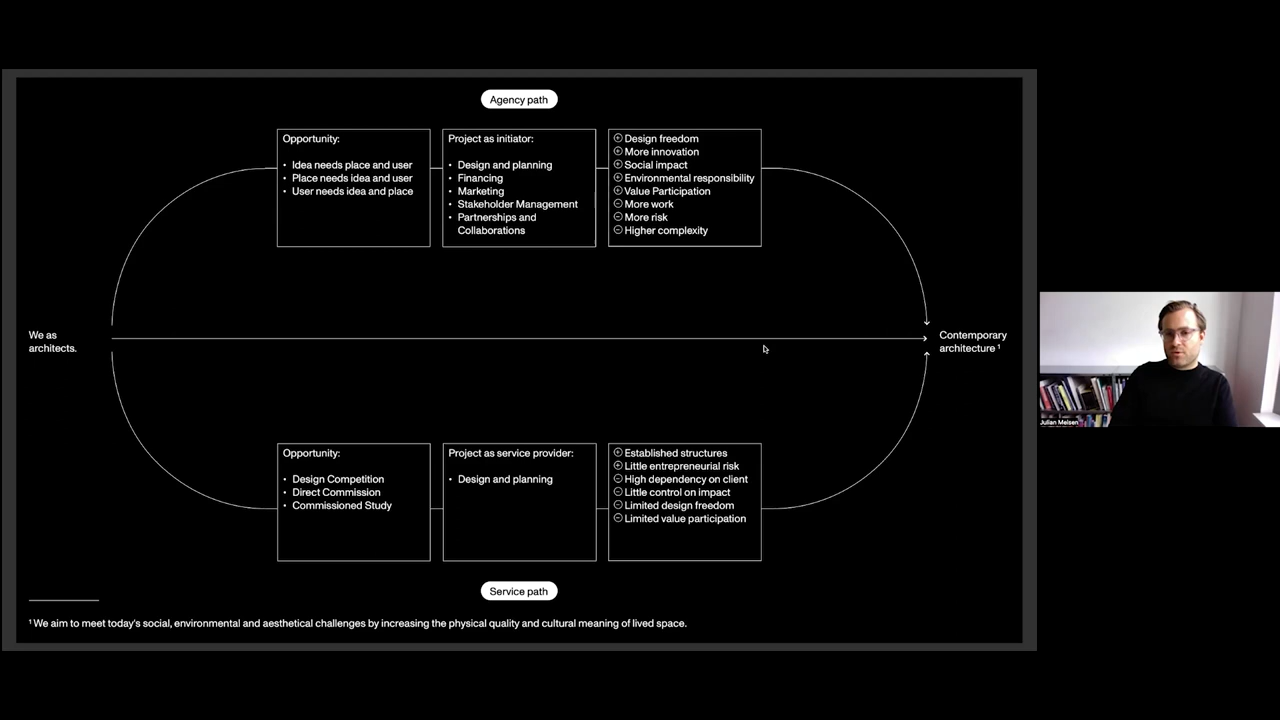 Agency path
Opportunity:
• Idea needs place and user
• Place needs idea and user
• User needs idea and place
Project as initiator:
• Design and planning
• Financing
• Marketing
• Stakeholder Management
• Partnerships and
Collaborations
⊕ Design freedom
⊕ More innovation
⊕ Social impact
⊕ Environmental responsibility
⊕ Value Participation
⊖ More work
⊖ More risk
⊖ Higher complexity
We as
architects.
Contemporary
architecture ¹
Julian Meisen
Opportunity:
• Design Competition
• Direct Commission
• Commissioned Study
Project as service provider:
• Design and planning
⊕ Established structures
⊕ Little entrepreneurial risk
⊖ High dependency on client
⊖ Little control on impact
⊖ Limited design freedom
⊖ Limited value participation
Service path
¹ We aim to meet today's social, environmental and aesthetical challenges by increasing the physical quality and cultural meaning of lived space.